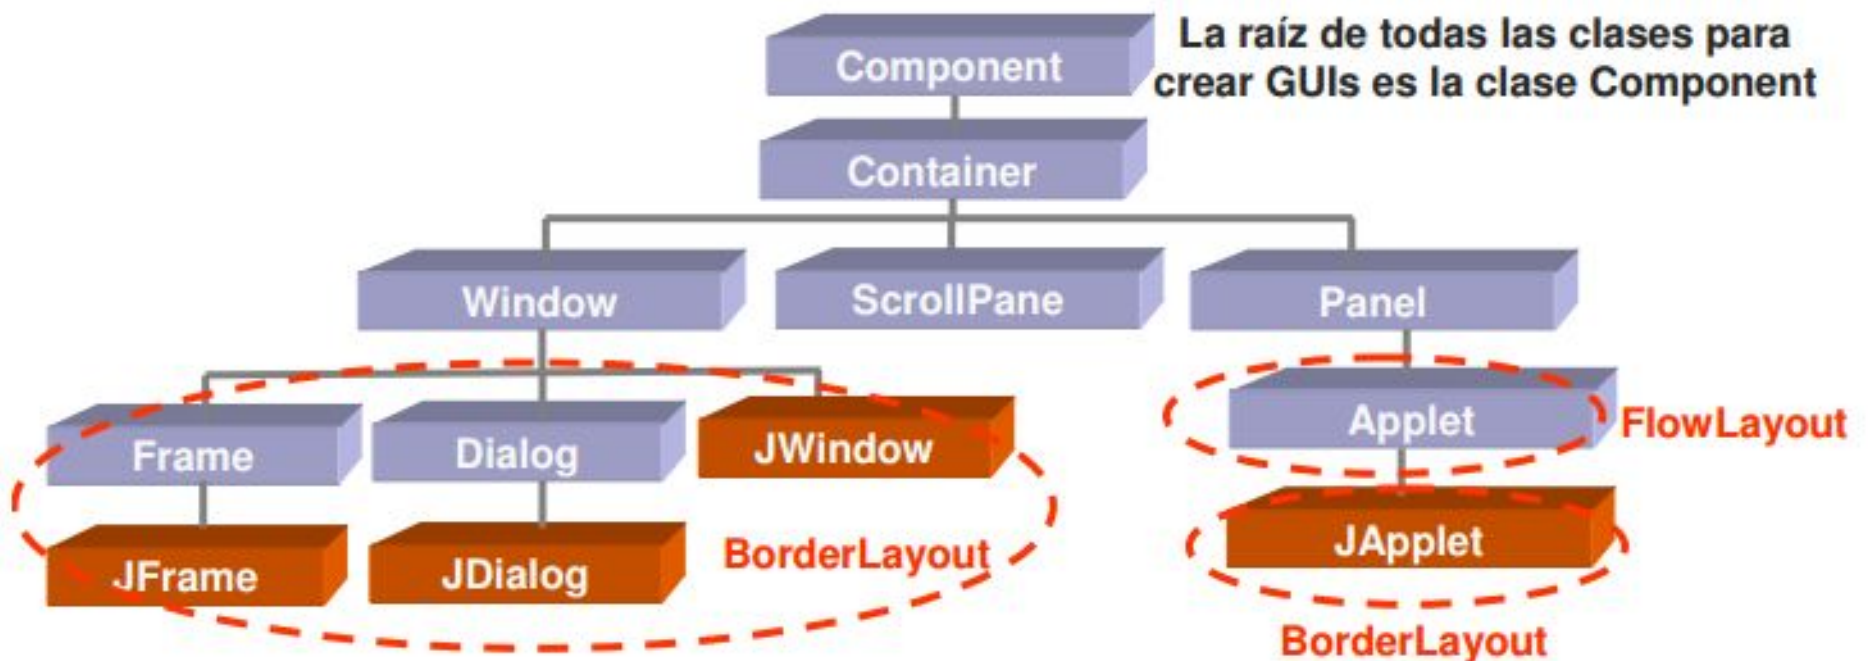 La raíz de todas las clases para
crear GUIs es la clase Component
Component
Container
Window
ScrollPane
Panel
Frame
Dialog
JWindow
Applet
FlowLayout
JFrame
JDialog
BorderLayout
JApplet
BorderLayout